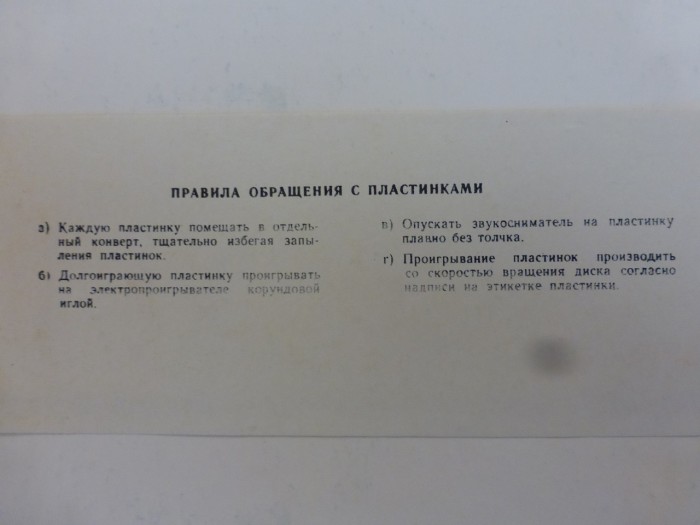 ПРАВИЛА ОБРАЩЕНИЯ С ПЛАСТИНКАМИ
а) Каждую пластинку помещать в отдель-
ный конверт, тщательно избегая запы-
ления пластинок.
б) Долгоиграющую пластинку проигрывать
на электропроигрывателе корундовой
иглой.
в) Опускать звукосниматель на пластинку
плавно без толчка.
г) Проигрывание пластинок производить
со скоростью вращения диска согласно
надписи на этикетке пластинки.